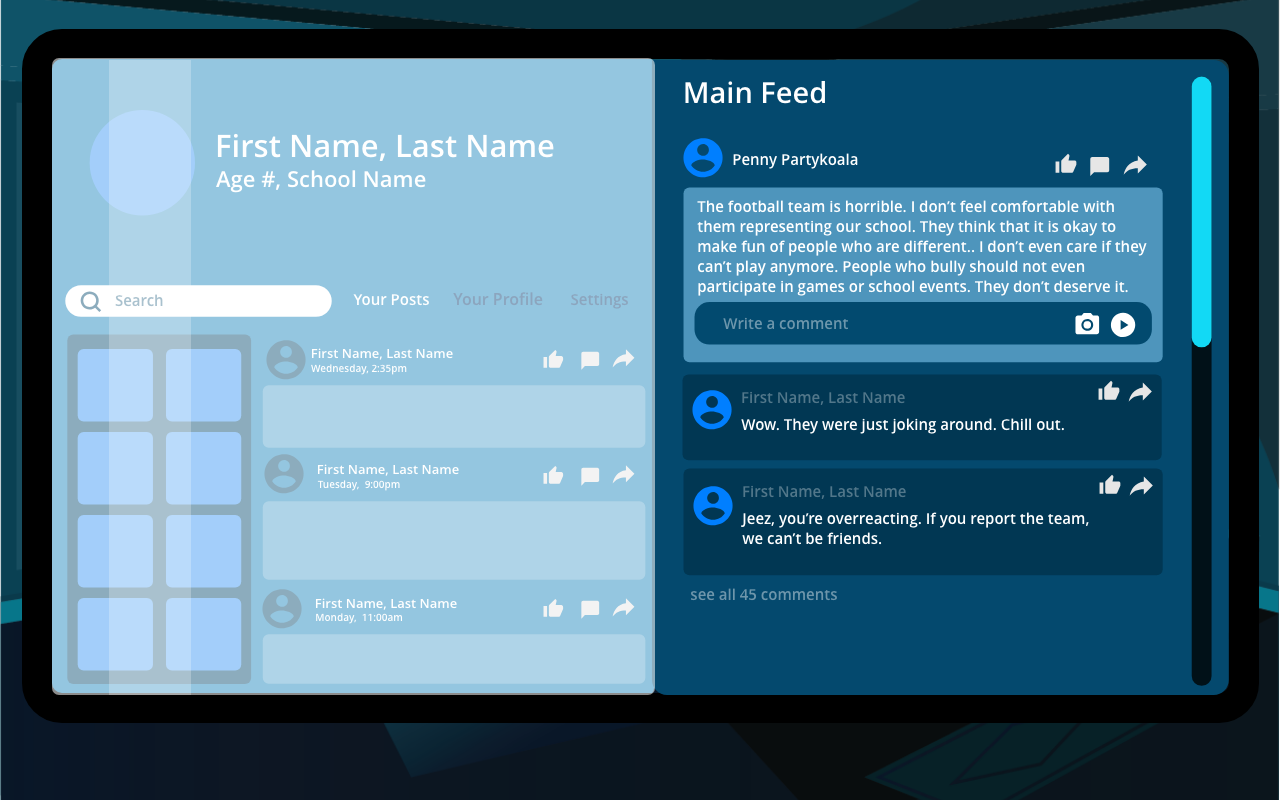 First Name, Last Name
Age #, School Name
Search
Your Posts
Your Profile
Settings
First Name, Last Name
Wednesday, 2:35pm
First Name, Last Name
Tuesday, 9:00pm
First Name, Last Name
Monday, 11:00am
Main Feed
Penny Partykoala
The football team is horrible. I don’t feel comfortable with
them representing our school. They think that it is okay to
make fun of people who are different.. I don’t even care if they
can’t play anymore. People who bully should not even
participate in games or school events. They don’t deserve it.
Write a comment
First Name, Last Name
Wow. They were just joking around. Chill out.
First Name, Last Name
Jeez, you’re overreacting. If you report the team,
we can’t be friends.
see all 45 comments